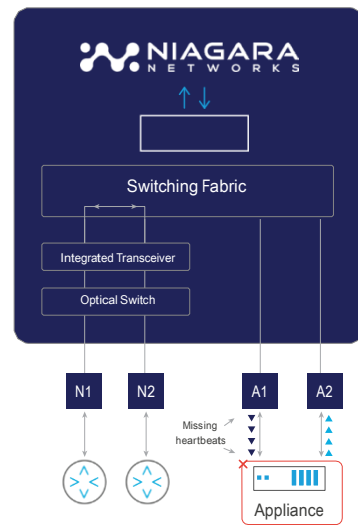 NIAGARA
NETWORKS
Switching Fabric
Integrated Transceiver
Optical Switch
N1
N2
A1
A2
Missing
heartbeats
Appliance